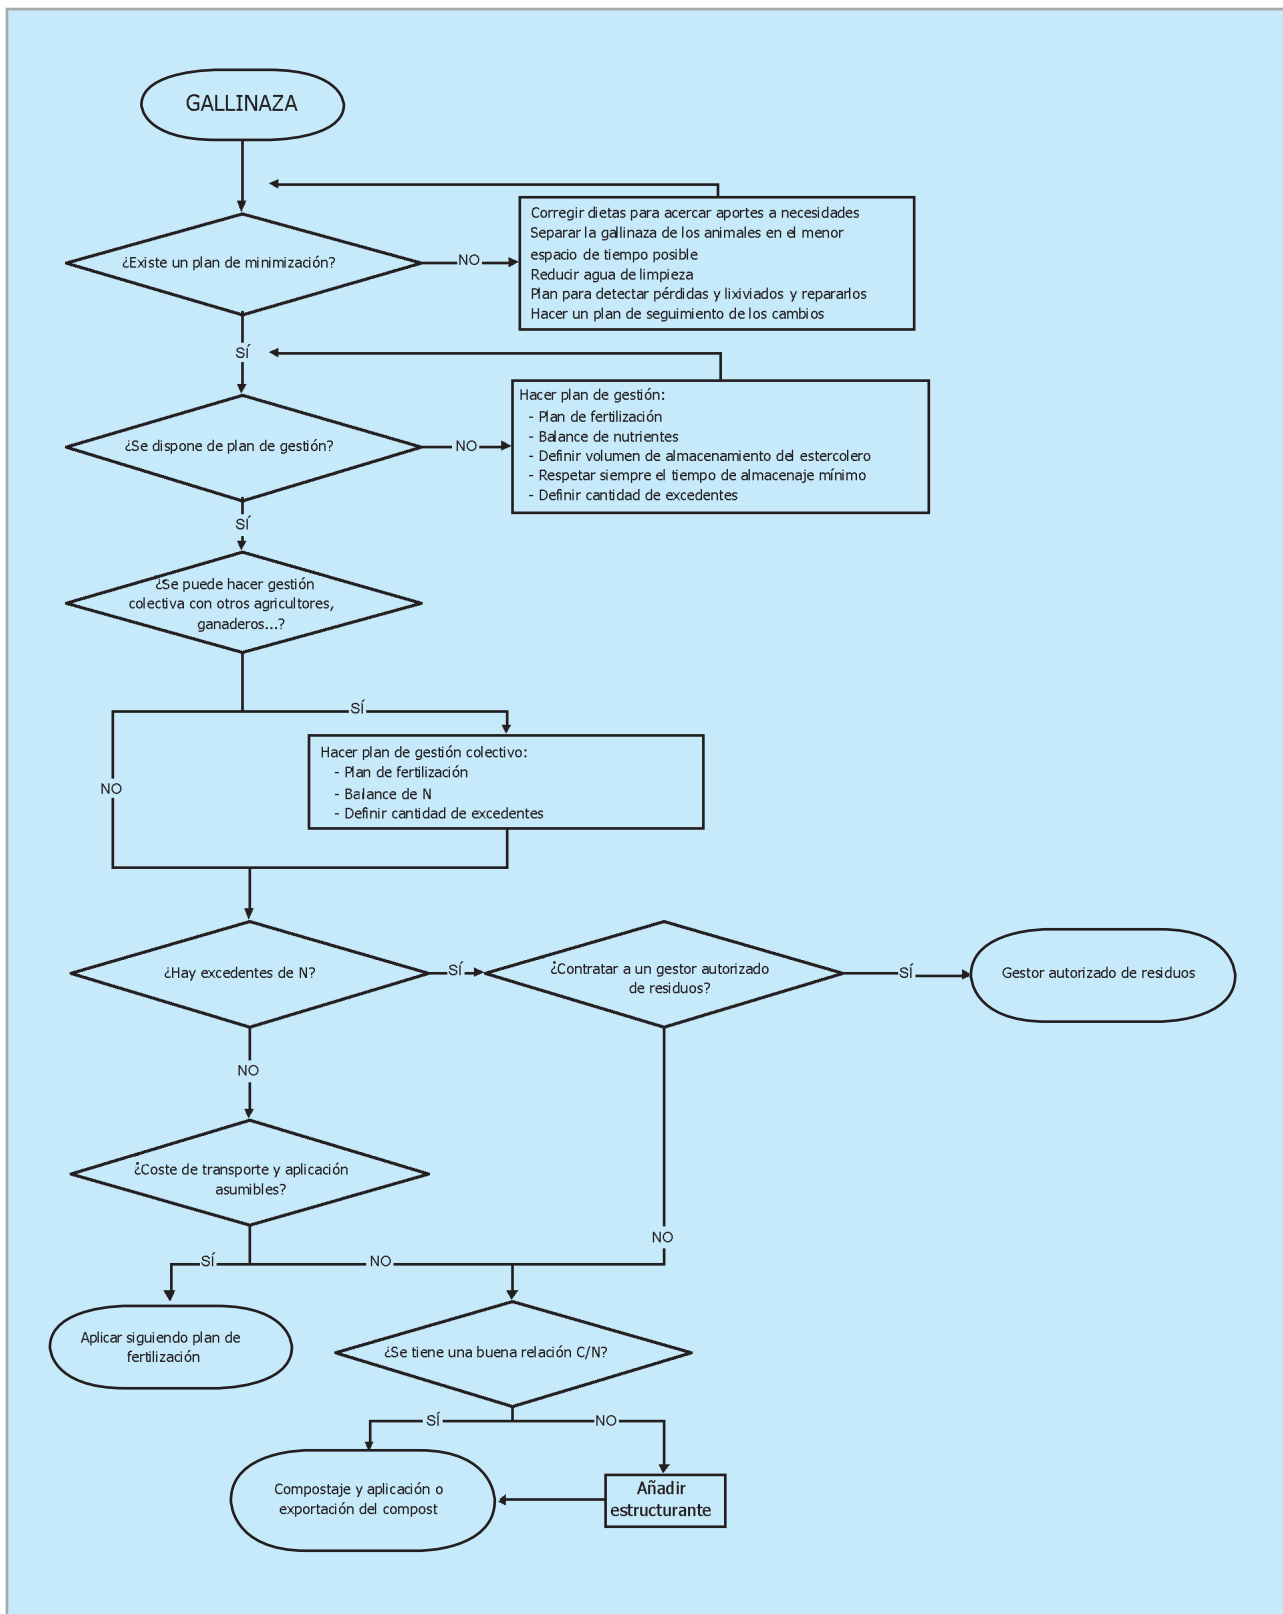 GALLINAZA
Corregir dietas para acercar aportes a necesidades
Separar la gallinaza de los animales en el menor
espacio de tiempo posible
Reducir agua de limpieza
Plan para detectar pérdidas y lixiviados y repararlos
Hacer un plan de seguimiento de los cambios
¿Existe un plan de minimización?
NO
SÍ
Hacer plan de gestión:
- Plan de fertilización
- Balance de nutrientes
- Definir volumen de almacenamiento del estercolero
- Respetar siempre el tiempo de almacenaje mínimo
- Definir cantidad de excedentes
¿Se dispone de plan de gestión?
NO
SÍ
¿Se puede hacer gestión
colectiva con otros agricultores,
ganaderos...?
SÍ
NO
Hacer plan de gestión colectivo:
- Plan de fertilización
- Balance de N
- Definir cantidad de excedentes
¿Hay excedentes de N?
SÍ
¿Contratar a un gestor autorizado
de residuos?
SÍ
Gestor autorizado de residuos
NO
¿Coste de transporte y aplicación
asumibles?
NO
SÍ
NO
Aplicar siguiendo plan de
fertilización
¿Se tiene una buena relación C/N?
SÍ
NO
Compostaje y aplicación o
exportación del compost
Añadir
estructurante